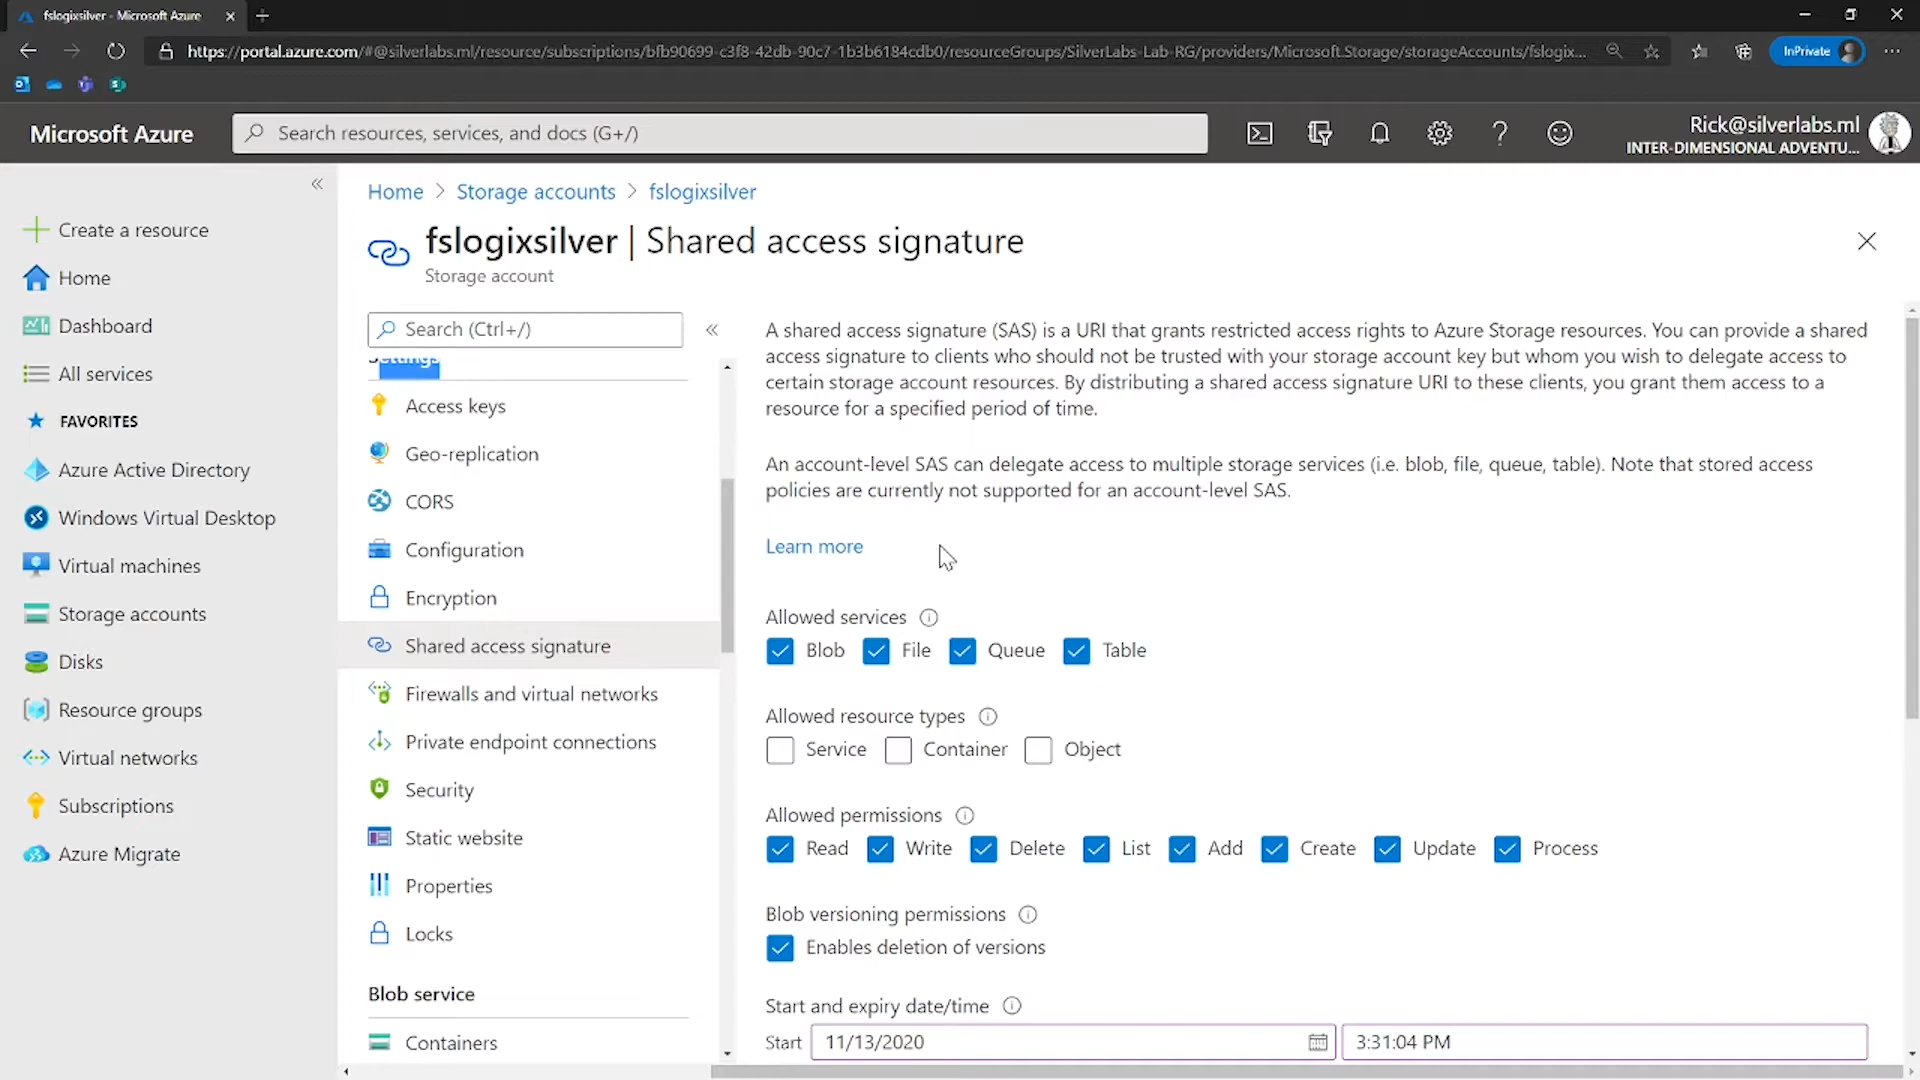 fslogixsilver - Microsoft Azure
https://portal.azure.com/#@silverlabs.ml/resource/subscriptions/bfb90699-c3f8-42db-90c7-1b3b6184cdb0/resourceGroups/SilverLabs-Lab-RG/providers/Microsoft.Storage/storageAccounts/fslogix...
InPrivate
Microsoft Azure
Search resources, services, and docs (G+/)
Rick@silverlabs.ml
INTER-DIMENSIONAL ADVENTU...
Create a resource
Home
Dashboard
All services
FAVORITES
Azure Active Directory
Windows Virtual Desktop
Virtual machines
Storage accounts
Disks
Resource groups
Virtual networks
Subscriptions
Azure Migrate
Home > Storage accounts > fslogixsilver
fslogixsilver | Shared access signature
Storage account
Search (Ctrl+/)
Settings
Access keys
Geo-replication
CORS
Configuration
Encryption
Shared access signature
Firewalls and virtual networks
Private endpoint connections
Security
Static website
Properties
Locks
Blob service
Containers
A shared access signature (SAS) is a URI that grants restricted access rights to Azure Storage resources. You can provide a shared
access signature to clients who should not be trusted with your storage account key but whom you wish to delegate access to
certain storage account resources. By distributing a shared access signature URI to these clients, you grant them access to a
resource for a specified period of time.
An account-level SAS can delegate access to multiple storage services (i.e. blob, file, queue, table). Note that stored access
policies are currently not supported for an account-level SAS.
Learn more
Allowed services
Blob File Queue Table
Allowed resource types
Service Container Object
Allowed permissions
Read Write Delete List Add Create Update Process
Blob versioning permissions
Enables deletion of versions
Start and expiry date/time
Start 11/13/2020 3:31:04 PM